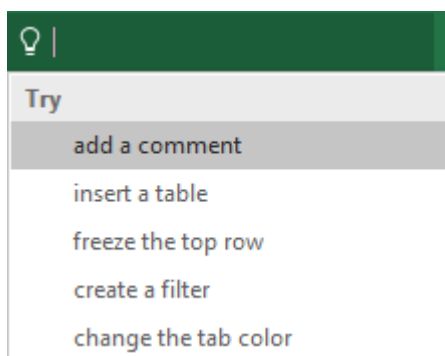 Try
add a comment
insert a table
freeze the top row
create a filter
change the tab color